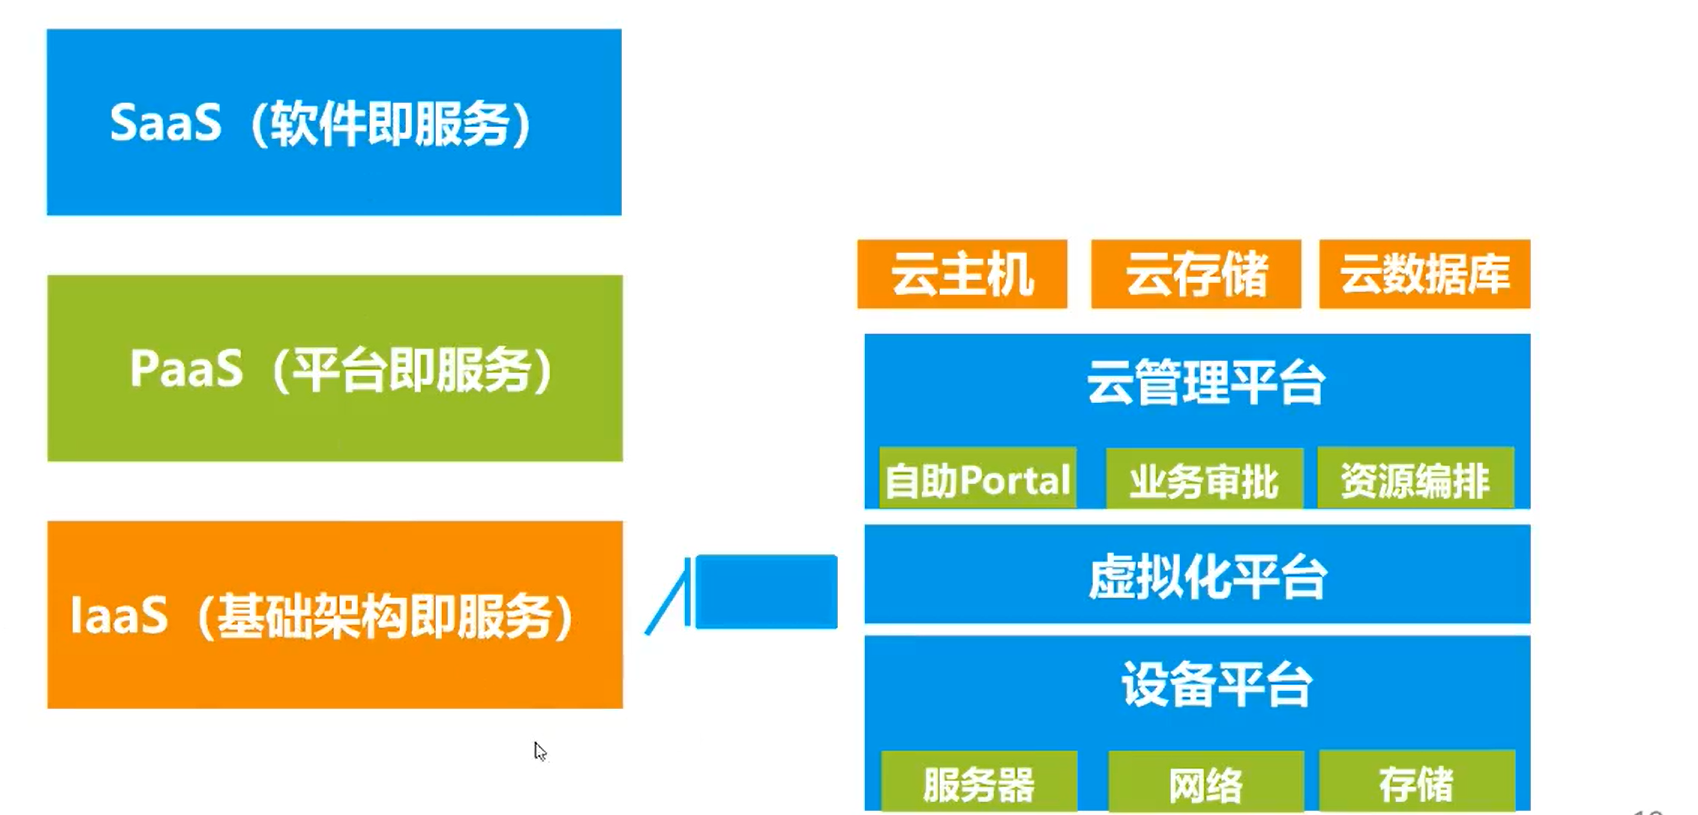 SaaS（软件即服务）
PaaS（平台即服务）
IaaS（基础架构即服务）
云主机
云存储
云数据库
云管理平台
自助Portal
业务审批
资源编排
虚拟化平台
设备平台
服务器
网络
存储